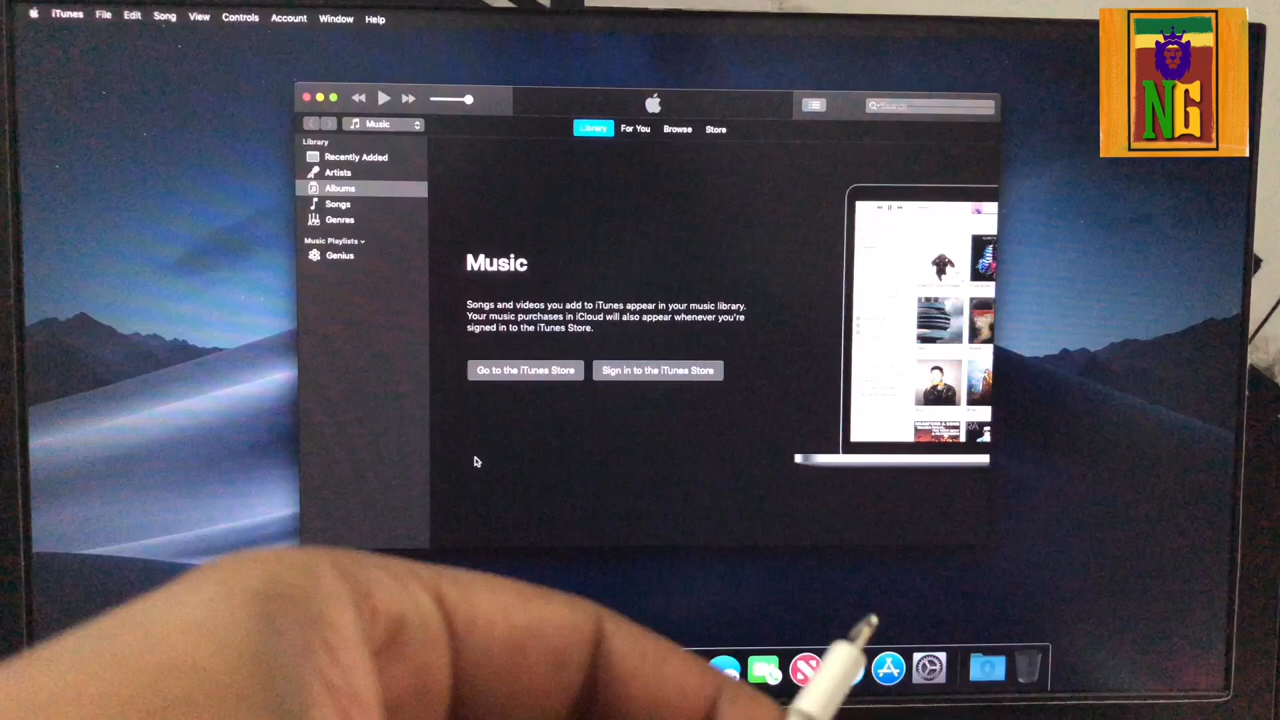 iTunes File Edit Song View Controls Account Window Help
NG
Search
Music
Library For You Browse Store
Library
Recently Added
Artists
Albums
Songs
Genres
Music Playlists
Genius
Music
Songs and videos you add to iTunes appear in your music library.
Your music purchases in iCloud will also appear whenever you're
signed in to the iTunes Store.
Go to the iTunes Store Sign in to the iTunes Store